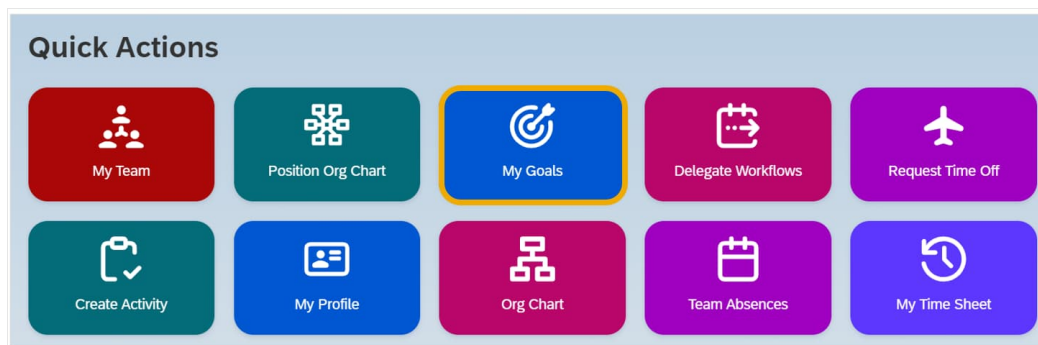 Quick Actions
My Team
Position Org Chart
My Goals
Delegate Workflows
Request Time Off
Create Activity
My Profile
Org Chart
Team Absences
My Time Sheet